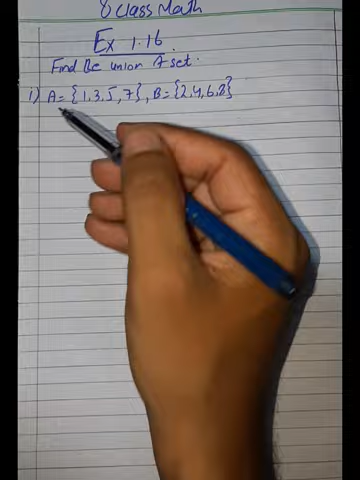 8 class Math
Ex 1.16
Find the union of set.
1) A = {1,3,5,7}, B = {2,4,6,8}